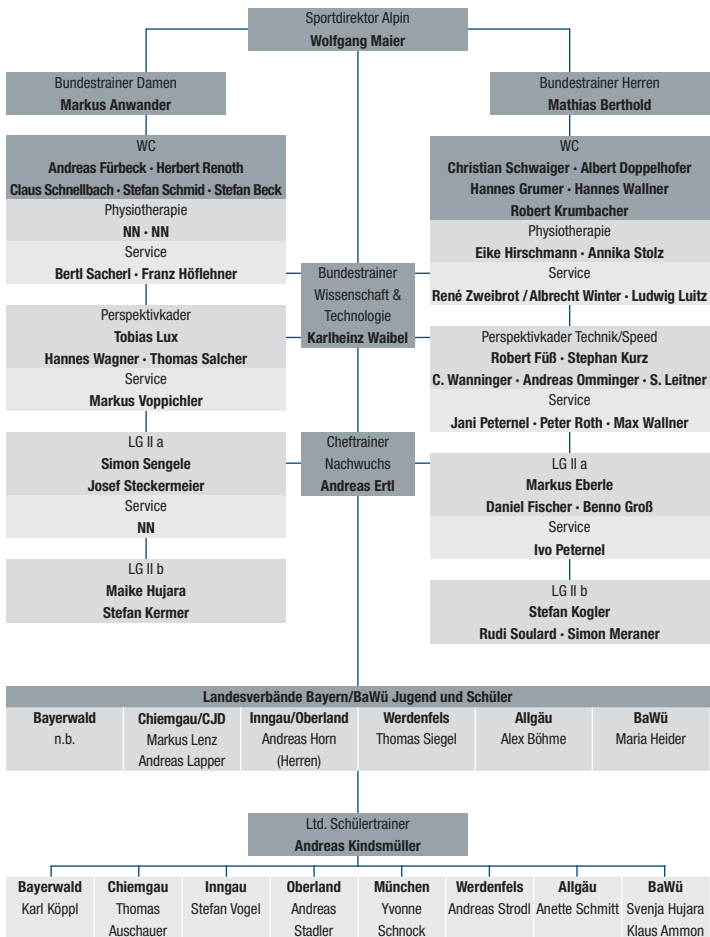 Sportdirektor Alpin
Wolfgang Maier
Bundestrainer Damen
Markus Anwander
Bundestrainer Herren
Mathias Berthold
WC
Andreas Fürbeck · Herbert Renoth
Claus Schnellbach · Stefan Schmid · Stefan Beck
Physiotherapie
NN · NN
Service
Bertl Sacherl · Franz Höflehner
Perspektivkader
Tobias Lux
Hannes Wagner · Thomas Salcher
Service
Markus Voppichler
LG II a
Simon Sengele
Josef Steckermeier
Service
NN
LG II b
Maike Hujara
Stefan Kermer
Bundestrainer
Wissenschaft &
Technologie
Karlheinz Waibel
Cheftrainer
Nachwuchs
Andreas Ertl
WC
Christian Schwaiger · Albert Doppelhofer
Hannes Grumer · Hannes Wallner
Robert Krumbacher
Physiotherapie
Eike Hirschmann · Annika Stolz
Service
René Zweibrot / Albrecht Winter · Ludwig Luitz
Perspektivkader Technik/Speed
Robert Füß · Stephan Kurz
C. Wanninger · Andreas Omminger · S. Leitner
Service
Jani Peternel · Peter Roth · Max Wallner
LG II a
Markus Eberle
Daniel Fischer · Benno Groß
Service
Ivo Peternel
LG II b
Stefan Kogler
Rudi Soulard · Simon Meraner
Landesverbände Bayern/BaWü Jugend und Schüler
Bayerwald
n.b.
Chiemgau/CJD
Markus Lenz
Andreas Lapper
Inngau/Oberland
Andreas Horn
(Herren)
Werdenfels
Thomas Siegel
Allgäu
Alex Böhme
BaWü
Maria Heider
Ltd. Schülertrainer
Andreas Kindsmüller
Bayerwald
Karl Köppl
Chiemgau
Thomas
Auschauer
Inngau
Stefan Vogel
Oberland
Andreas
Stadler
München
Yvonne
Schnock
Werdenfels
Andreas Strodl
Allgäu
Anette Schmitt
BaWü
Svenja Hujara
Klaus Ammon